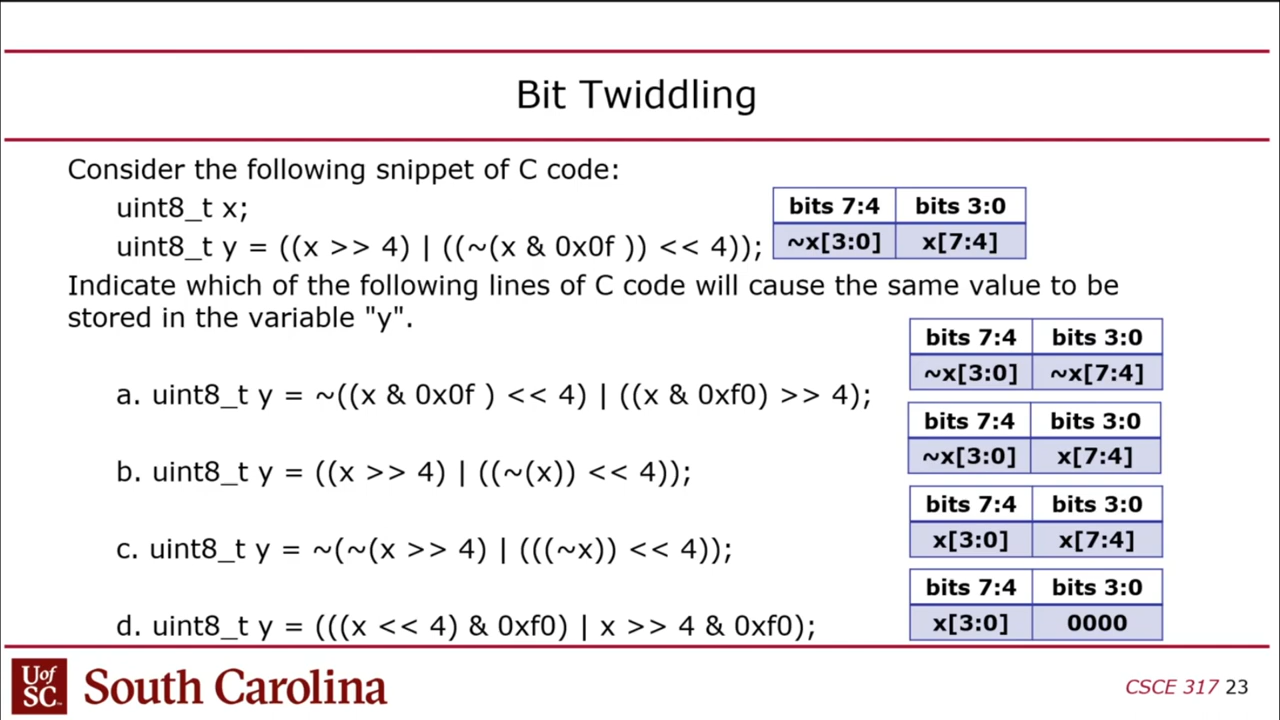 Bit Twiddling
Consider the following snippet of C code:
uint8_t x;
uint8_t y = ((x >> 4) | ((~(x & 0x0f )) << 4));
bits 7:4 bits 3:0
~x[3:0] x[7:4]
Indicate which of the following lines of C code will cause the same value to be
stored in the variable "y".
a. uint8_t y = ~((x & 0x0f ) << 4) | ((x & 0xf0) >> 4);
bits 7:4 bits 3:0
~x[3:0] ~x[7:4]
b. uint8_t y = ((x >> 4) | ((~(x)) << 4));
bits 7:4 bits 3:0
~x[3:0] x[7:4]
c. uint8_t y = ~(~(x >> 4) | (((~x)) << 4));
bits 7:4 bits 3:0
x[3:0] x[7:4]
d. uint8_t y = (((x << 4) & 0xf0) | x >> 4 & 0xf0);
bits 7:4 bits 3:0
x[3:0] 0000
UofSC
South Carolina
CSCE 317 23